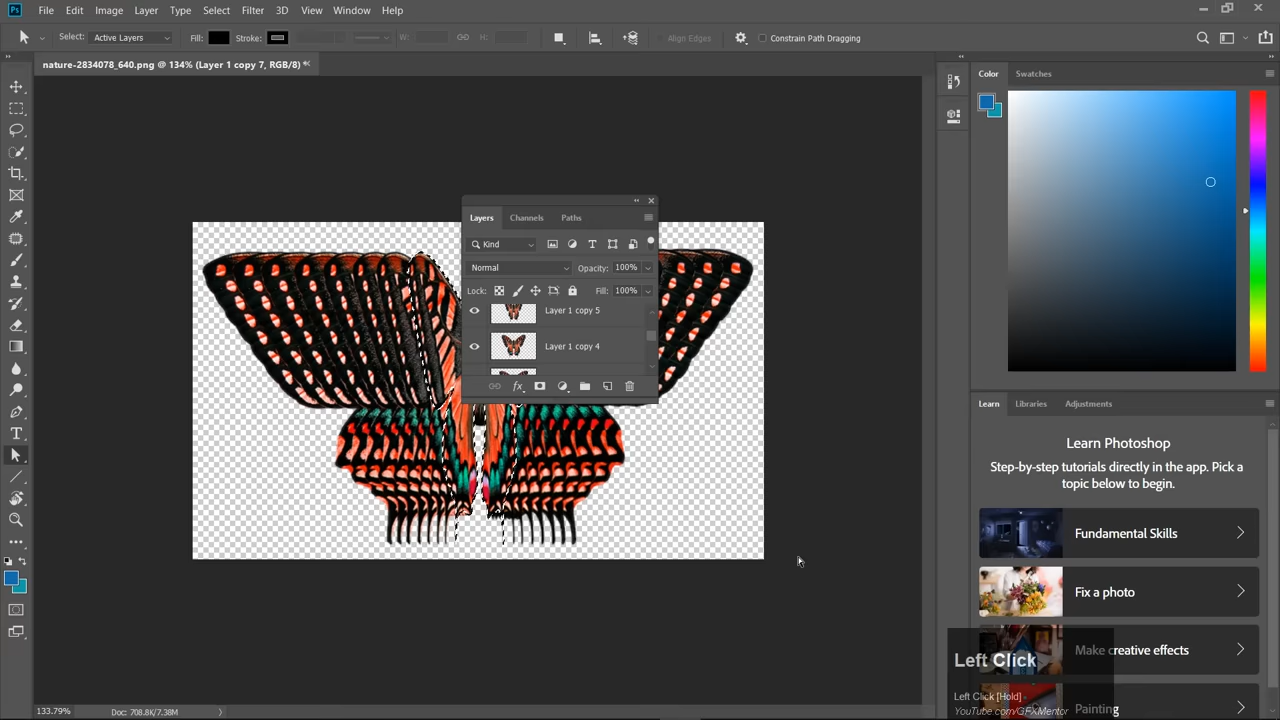 Ps File Edit Image Layer Type Select Filter 3D View Window Help
Select: Active Layers Fill: Stroke: W: H: Align Edges Constrain Path Dragging
nature-2834078_640.png @ 134% (Layer 1 copy 7, RGB/8) *
Color Swatches
Layers Channels Paths
Kind
Normal Opacity: 100%
Lock: Fill: 100%
Layer 1 copy 5
Layer 1 copy 4
fx
Learn Libraries Adjustments
Learn Photoshop
Step-by-step tutorials directly in the app. Pick a
topic below to begin.
Fundamental Skills
Fix a photo
Make creative effects
Painting
Left Click
Left Click [Hold]
YouTube.com/GFXMentor
133.79% Doc: 708.8K/7.38M